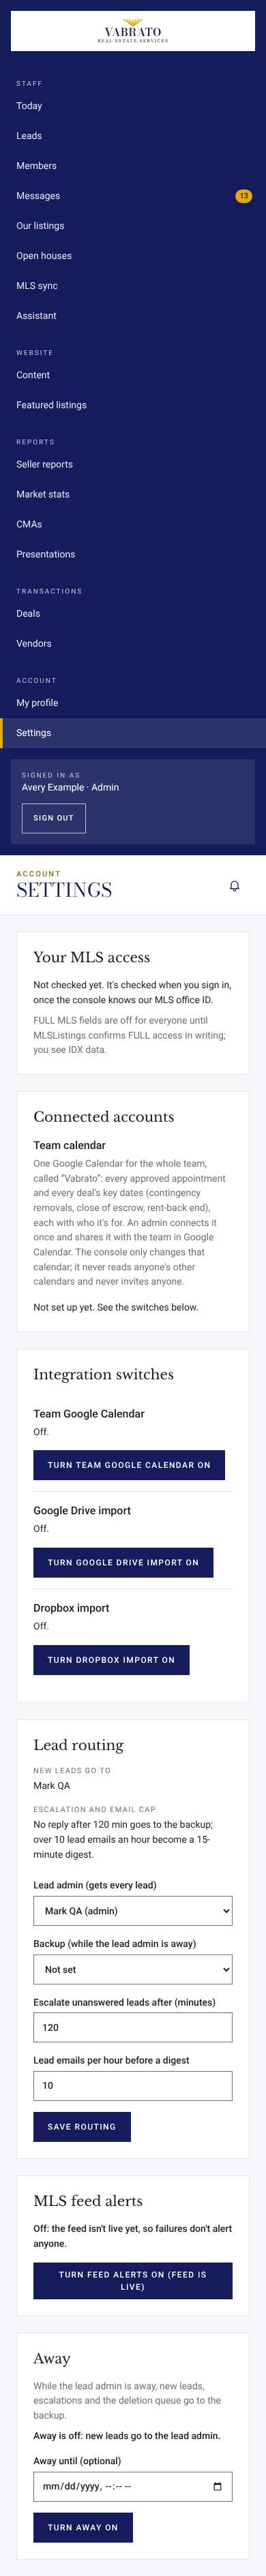 VABRATO
REAL ESTATE SERVICES
STAFF
Today
Leads
Members
Messages
13
Our listings
Open houses
MLS sync
Assistant
WEBSITE
Content
Featured listings
REPORTS
Seller reports
Market stats
CMAs
Presentations
TRANSACTIONS
Deals
Vendors
ACCOUNT
My profile
Settings
SIGNED IN AS
Avery Example · Admin
SIGN OUT
ACCOUNT
SETTINGS
Your MLS access
Not checked yet. It's checked when you sign in,
once the console knows our MLS office ID.
FULL MLS fields are off for everyone until
MLSListings confirms FULL access in writing;
you see IDX data.
Connected accounts
Team calendar
One Google Calendar for the whole team,
called “Vabrato”: every approved appointment
and every deal's key dates (contingency
removals, close of escrow, rent-back end),
each with who it's for. An admin connects it
once and shares it with the team in Google
Calendar. The console only changes that
calendar; it never reads anyone's other
calendars and never invites anyone.
Not set up yet. See the switches below.
Integration switches
Team Google Calendar
Off.
TURN TEAM GOOGLE CALENDAR ON
Google Drive import
Off.
TURN GOOGLE DRIVE IMPORT ON
Dropbox import
Off.
TURN DROPBOX IMPORT ON
Lead routing
NEW LEADS GO TO
Mark QA
ESCALATION AND EMAIL CAP
No reply after 120 min goes to the backup;
over 10 lead emails an hour become a 15-
minute digest.
Lead admin (gets every lead)
Mark QA (admin)
Backup (while the lead admin is away)
Not set
Escalate unanswered leads after (minutes)
120
Lead emails per hour before a digest
10
SAVE ROUTING
MLS feed alerts
Off: the feed isn't live yet, so failures don't alert
anyone.
TURN FEED ALERTS ON (FEED IS
LIVE)
Away
While the lead admin is away, new leads,
escalations and the deletion queue go to the
backup.
Away is off: new leads go to the lead admin.
Away until (optional)
mm/dd/yyyy, --:-- --
TURN AWAY ON